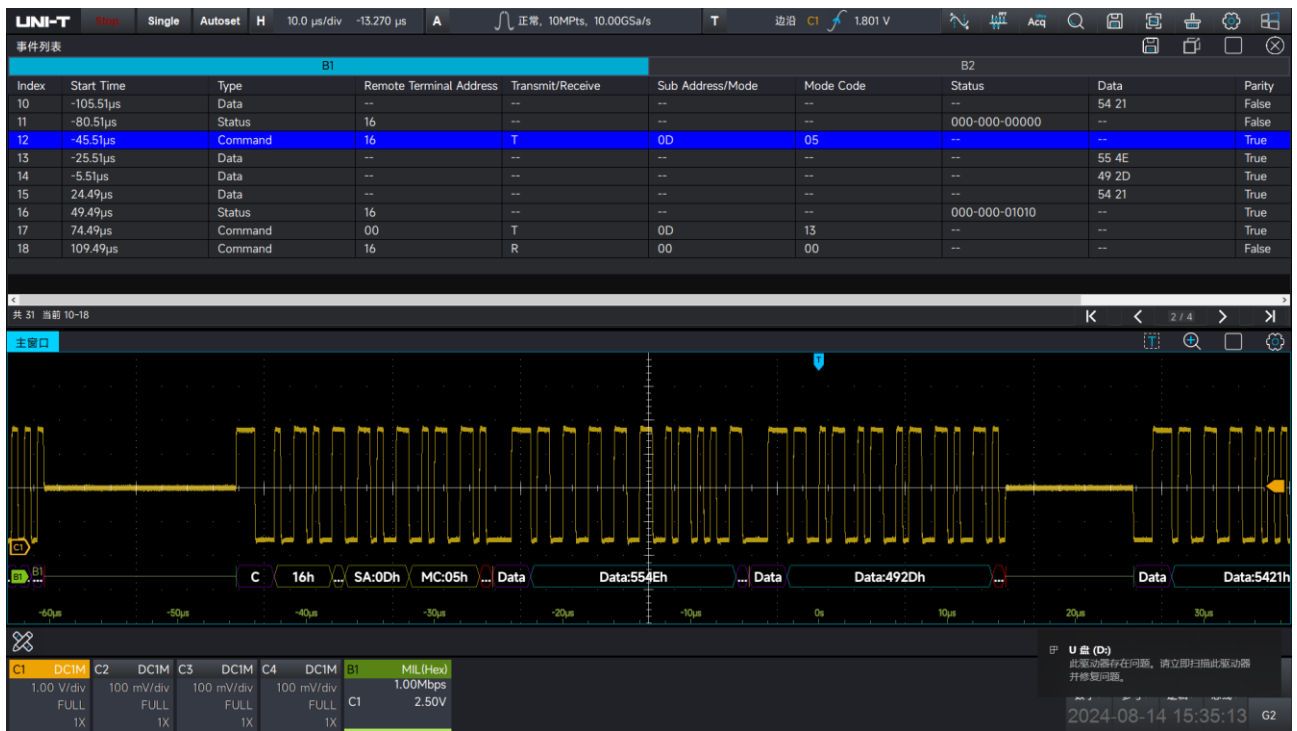 UNI-T Stop Single Autoset H 10.0 μs/div -13.270 μs A 正常, 10MPts, 10.00GSa/s T 边沿 C1 1.801 V Acq
事件列表
B1 B2
Index Start Time Type Remote Terminal Address Transmit/Receive Sub Address/Mode Mode Code Status Data Parity
10 -105.51μs Data -- -- -- -- -- 54 21 False
11 -80.51μs Status 16 -- -- -- 000-000-00000 -- False
12 -45.51μs Command 16 T 0D 05 -- -- True
13 -25.51μs Data -- -- -- -- -- 55 4E True
14 -5.51μs Data -- -- -- -- -- 49 2D True
15 24.49μs Data -- -- -- -- -- 54 21 True
16 49.49μs Status 16 -- -- -- 000-000-01010 -- True
17 74.49μs Command 00 T 0D 13 -- -- True
18 109.49μs Command 16 R 00 00 -- -- False
共 31 当前 10-18 2 / 4
主窗口 T
T
C1
B1 B1 ... C 16h ... SA:0Dh MC:05h ... Data Data:554Eh ... Data Data:492Dh ... Data Data:5421h
-60μs -50μs -40μs -30μs -20μs -10μs 0s 10μs 20μs 30μs
C1 DC1M C2 DC1M C3 DC1M C4 DC1M B1 MIL(Hex)
1.00 V/div 100 mV/div 100 mV/div 100 mV/div 1.00Mbps
FULL FULL FULL FULL C1 2.50V
1X 1X 1X 1X
U 盘 (D:)
此驱动器存在问题。请立即扫描此驱动器
并修复问题。
2024-08-14 15:35:13 G2